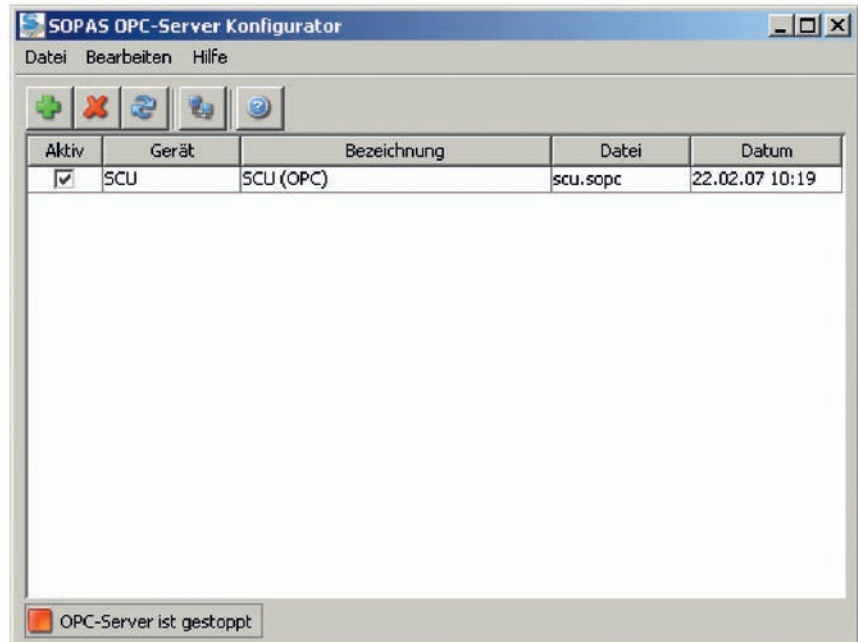 SOPAS OPC-Server Konfigurator
Datei Bearbeiten Hilfe
Aktiv Gerät Bezeichnung Datei Datum
SCU SCU (OPC) scu.sopc 22.02.07 10:19
OPC-Server ist gestoppt